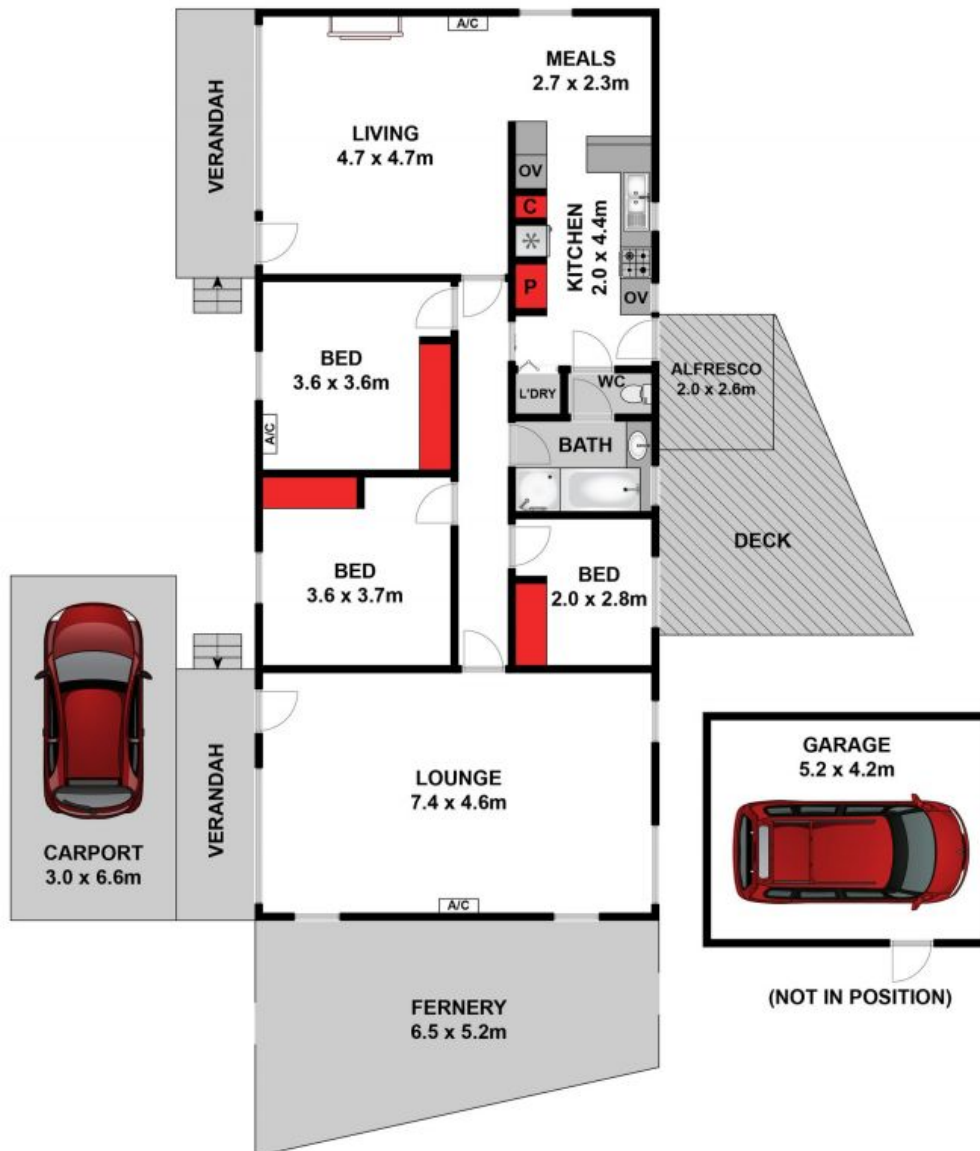 A/C
MEALS
2.7 x 2.3m
VERANDAH
LIVING
4.7 x 4.7m
OV
C
P
KITCHEN
2.0 x 4.4m
OV
BED
3.6 x 3.6m
A/C
L'DRY
WC
ALFRESCO
2.0 x 2.6m
BATH
DECK
BED
3.6 x 3.7m
BED
2.0 x 2.8m
CARPORT
3.0 x 6.6m
VERANDAH
LOUNGE
7.4 x 4.6m
A/C
GARAGE
5.2 x 4.2m
(NOT IN POSITION)
FERNERY
6.5 x 5.2m